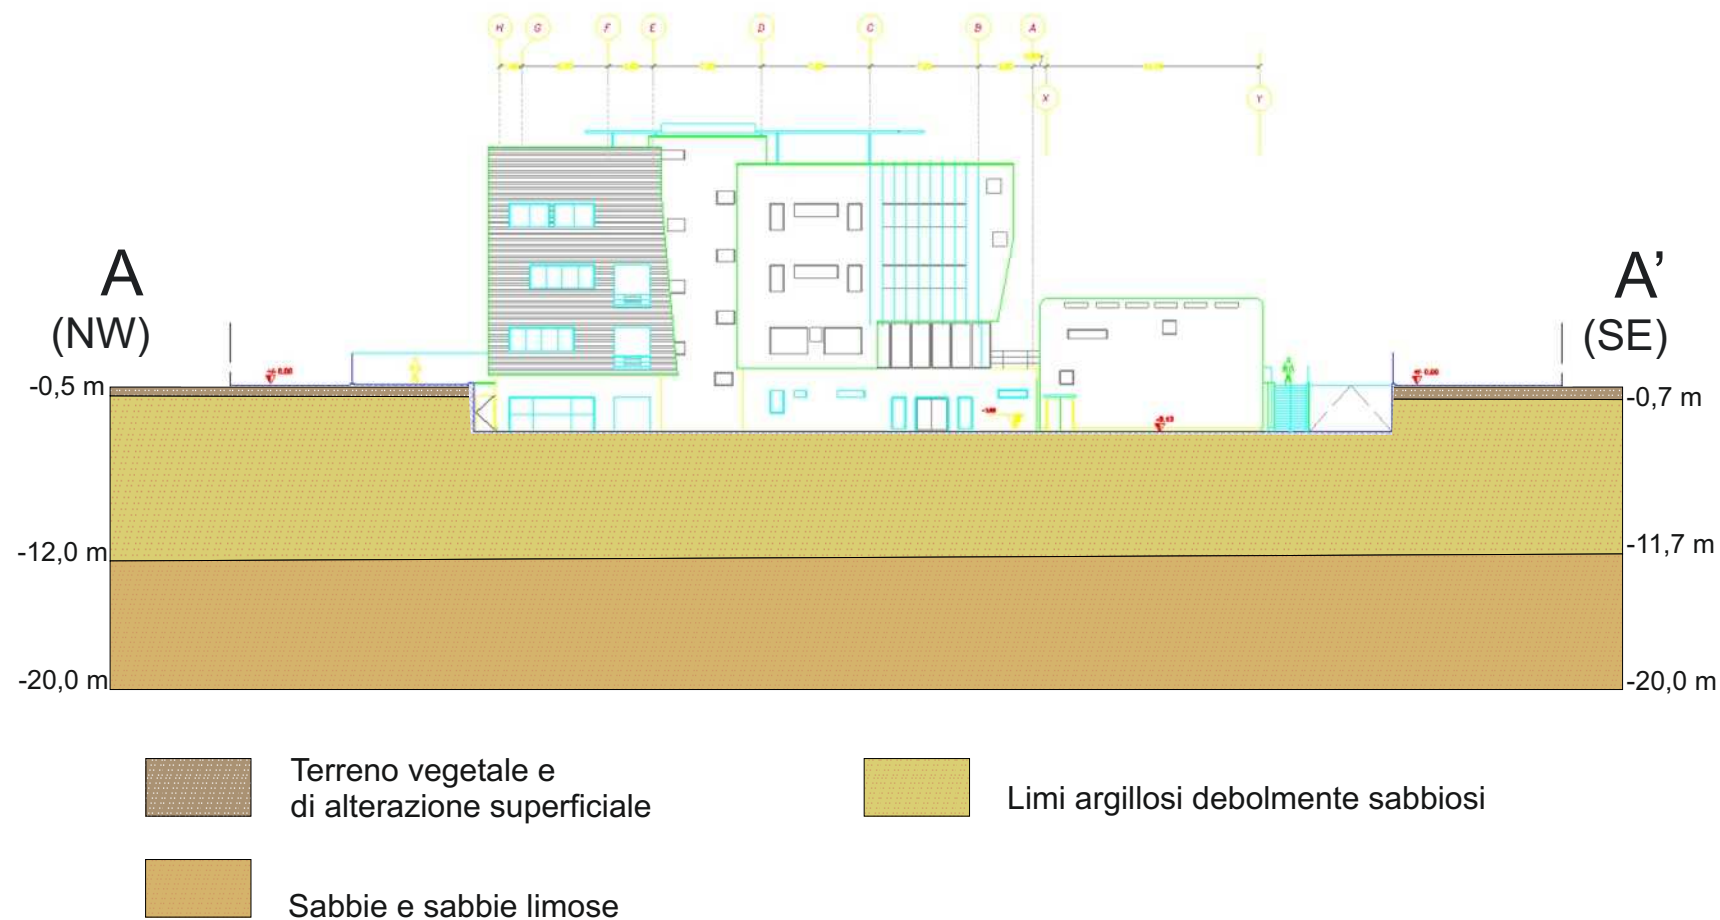 H G F E D C B A
X Y
A
(NW)
A’
(SE)
-0,5 m
-0,7 m
-12,0 m
-11,7 m
-20,0 m
-20,0 m
Terreno vegetale e
di alterazione superficiale
Limi argillosi debolmente sabbiosi
Sabbie e sabbie limose